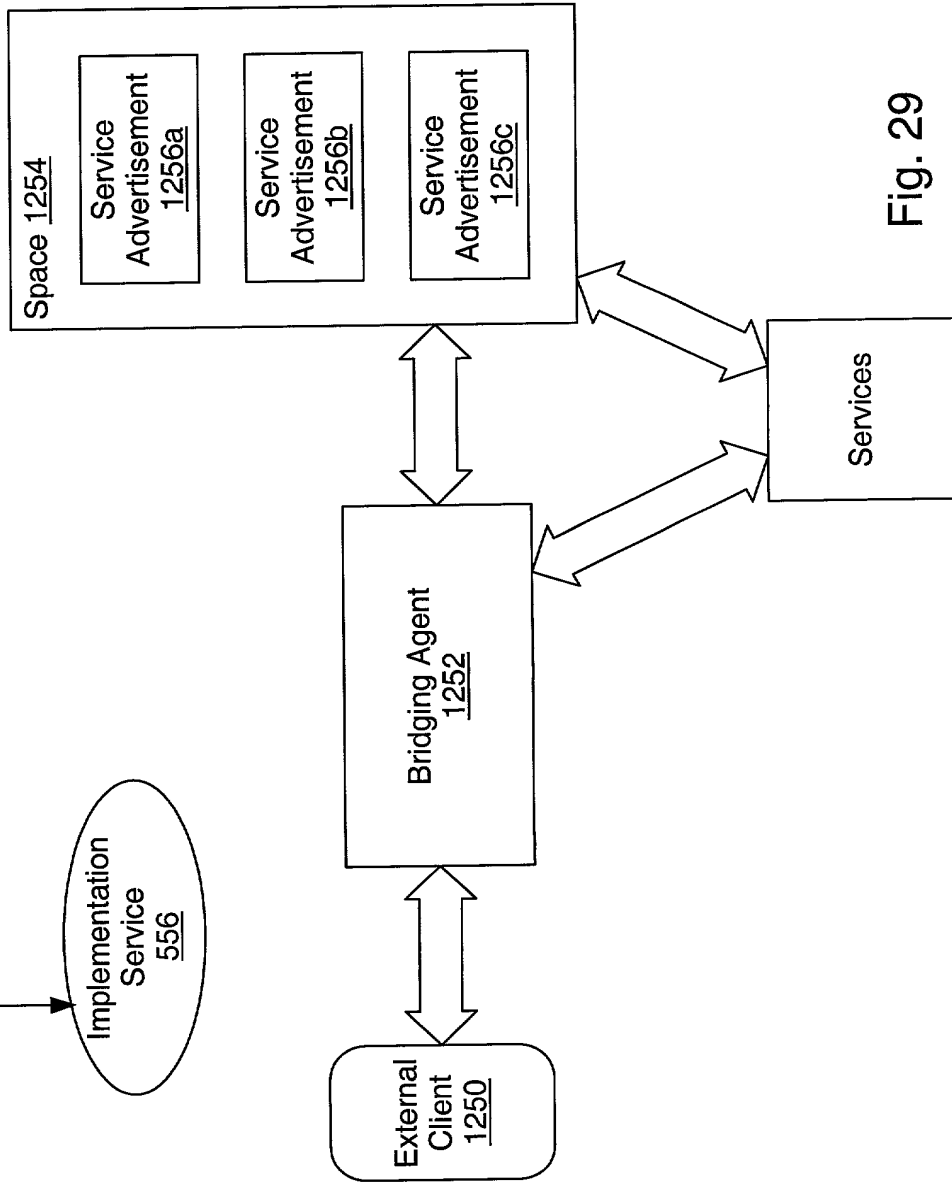 Implementation
Service
556
External
Client
1250
Bridging Agent
1252
Space 1254
Service
Advertisement
1256a
Service
Advertisement
1256b
Service
Advertisement
1256c
Services
Fig. 29